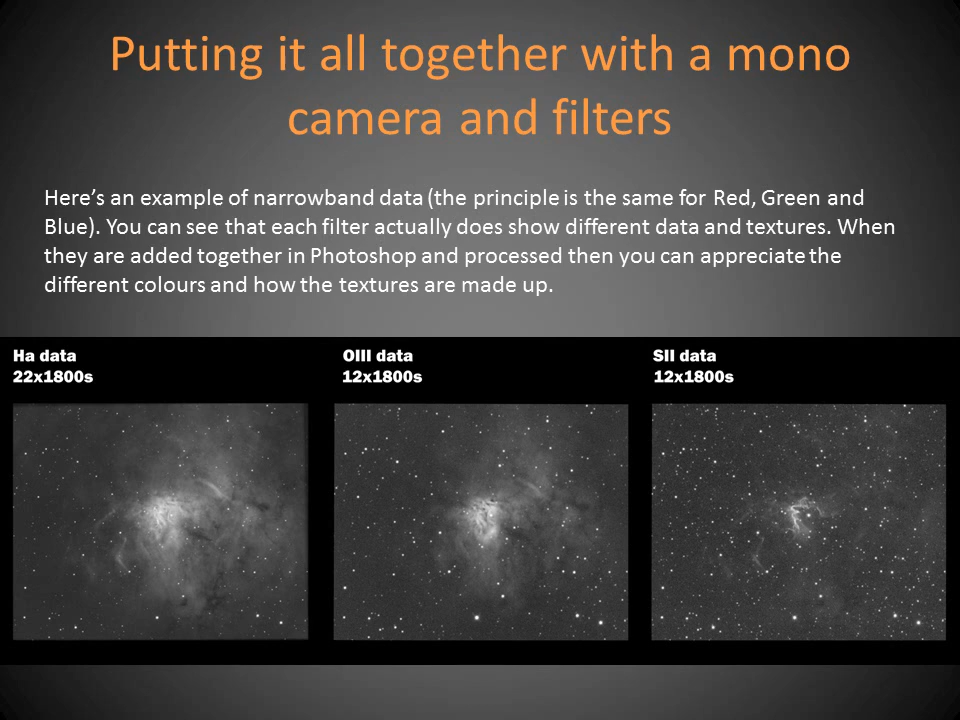 Putting it all together with a mono
camera and filters
Here’s an example of narrowband data (the principle is the same for Red, Green and
Blue). You can see that each filter actually does show different data and textures. When
they are added together in Photoshop and processed then you can appreciate the
different colours and how the textures are made up.
Ha data
22x1800s
OIII data
12x1800s
SII data
12x1800s